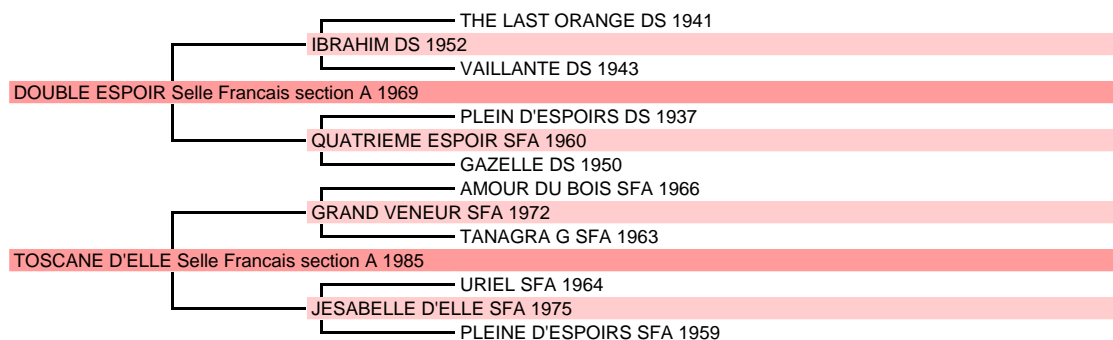 THE LAST ORANGE DS 1941
IBRAHIM DS 1952
VAILLANTE DS 1943
DOUBLE ESPOIR Selle Francais section A 1969
PLEIN D'ESPOIRS DS 1937
QUATRIEME ESPOIR SFA 1960
GAZELLE DS 1950
AMOUR DU BOIS SFA 1966
GRAND VENEUR SFA 1972
TANAGRA G SFA 1963
TOSCANE D'ELLE Selle Francais section A 1985
URIEL SFA 1964
JESABELLE D'ELLE SFA 1975
PLEINE D'ESPOIRS SFA 1959